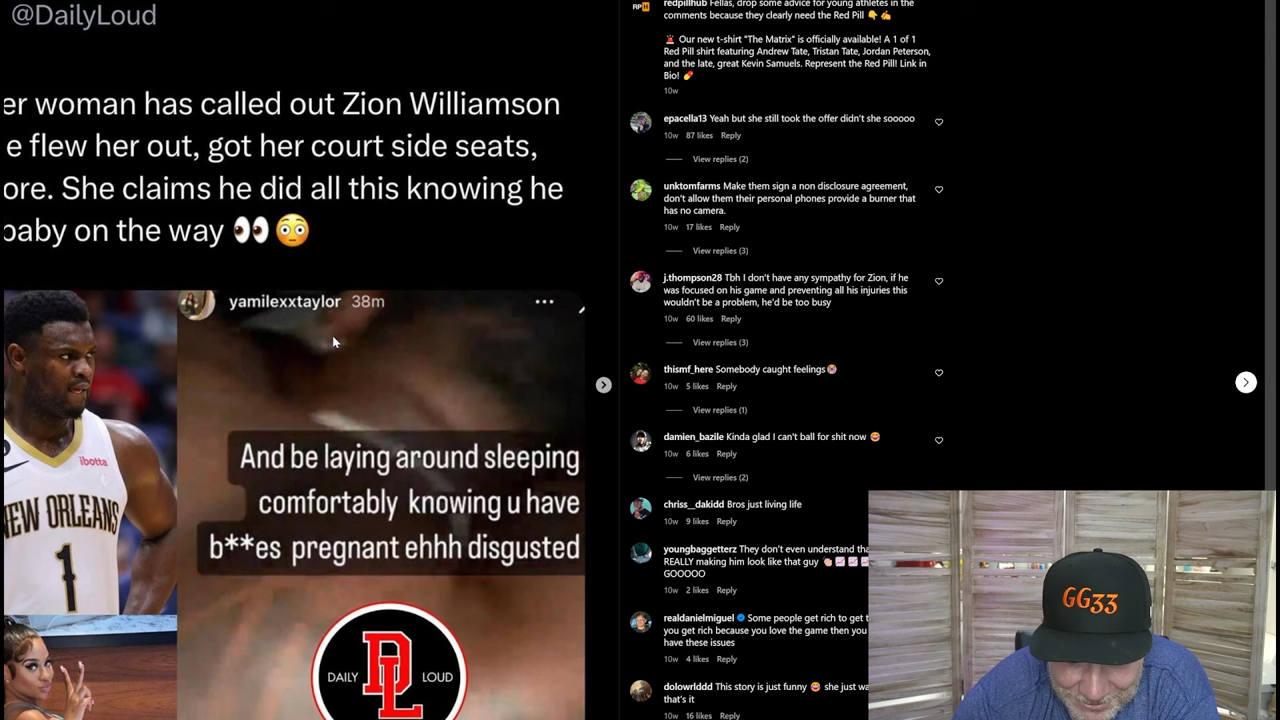 @DailyLoud
er woman has called out Zion Williamson
e flew her out, got her court side seats,
ore. She claims he did all this knowing he
baby on the way 👀😳
yamilexxtaylor 38m
ibotta
NEW ORLEANS
1
And be laying around sleeping
comfortably knowing u have
b**es pregnant ehhh disgusted
DAILY DL LOUD
RP
redpillhub Fellas, drop some advice for young athletes in the
comments because they clearly need the Red Pill 👇✍️
🚨 Our new t-shirt "The Matrix" is officially available! A 1 of 1
Red Pill shirt featuring Andrew Tate, Tristan Tate, Jordan Peterson,
and the late, great Kevin Samuels. Represent the Red Pill! Link in
Bio! 💊
10w
epacella13 Yeah but she still took the offer didn't she sooooo
10w 87 likes Reply
View replies (2)
unktomfarms Make them sign a non disclosure agreement,
don't allow them their personal phones provide a burner that
has no camera.
10w 17 likes Reply
View replies (3)
j.thompson28 Tbh I don't have any sympathy for Zion, if he
was focused on his game and preventing all his injuries this
wouldn't be a problem, he'd be too busy
10w 60 likes Reply
View replies (3)
thismf_here Somebody caught feelings
10w 5 likes Reply
View replies (1)
damien_bazile Kinda glad I can't ball for shit now 😂
10w 6 likes Reply
View replies (2)
chriss__dakidd Bros just living life
10w 9 likes Reply
youngbaggetterz They don't even understand tha
REALLY making him look like that guy
GOOOOO
10w 2 likes Reply
realdanielmiguel Some people get rich to get t
you get rich because you love the game then you
have these issues
10w 4 likes Reply
dolowrlddd This story is just funny 😂 she just wa
that's it
10w 16 likes Reply
GG33